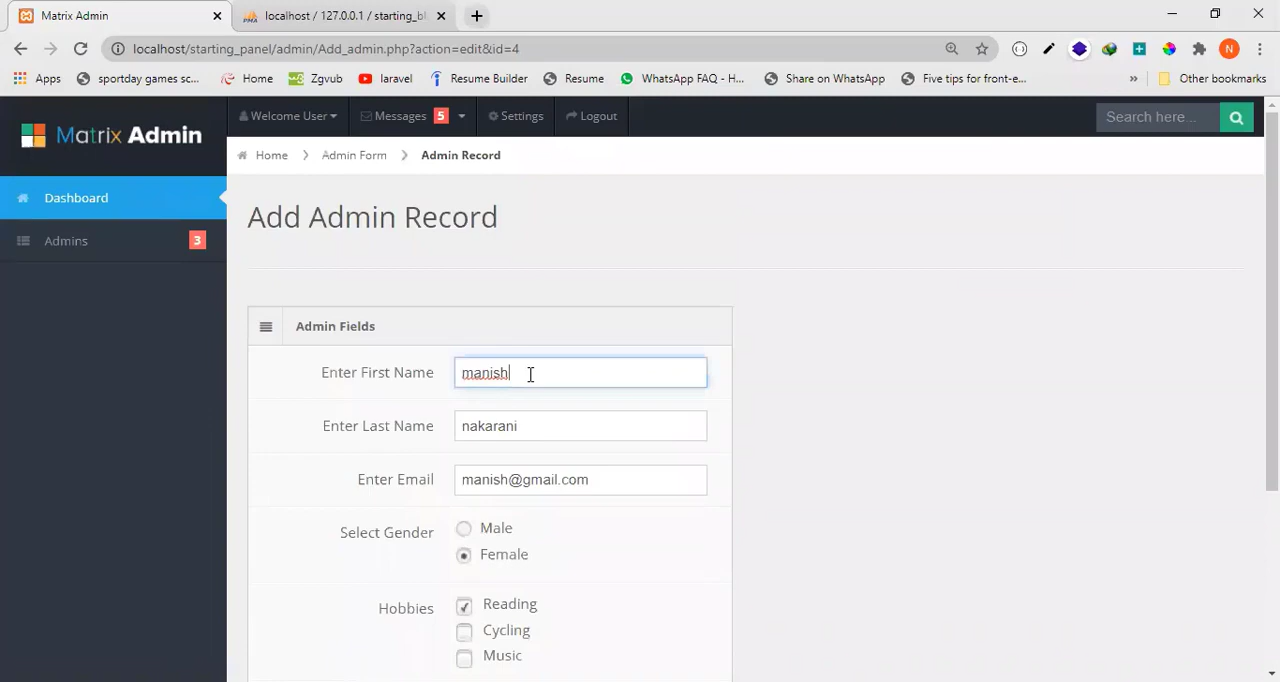 Matrix Admin
localhost / 127.0.0.1 / starting_bl
localhost/starting_panel/admin/Add_admin.php?action=edit&id=4
N
Apps
sportday games sc...
Home
Zgvub
laravel
Resume Builder
Resume
WhatsApp FAQ - H...
Share on WhatsApp
Five tips for front-e...
»
Other bookmarks
Matrix Admin
Welcome User
Messages 5
Settings
Logout
Search here...
Home
Admin Form
Admin Record
Dashboard
Admins 3
Add Admin Record
Admin Fields
Enter First Name manish
Enter Last Name nakarani
Enter Email manish@gmail.com
Select Gender Male
Female
Hobbies Reading
Cycling
Music